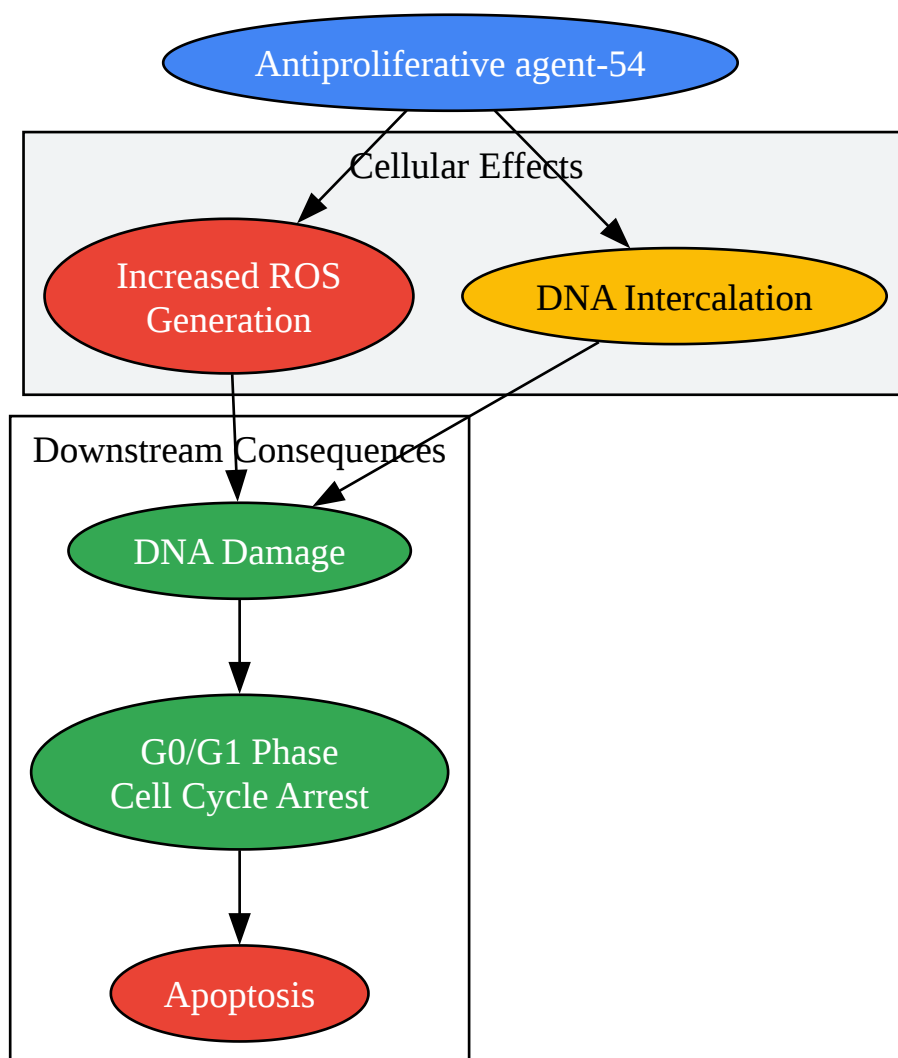 Antiproliferative agent-54
Cellular Effects
Increased ROS
Generation
DNA Intercalation
Downstream Consequences
DNA Damage
G0/G1 Phase
Cell Cycle Arrest
Apoptosis